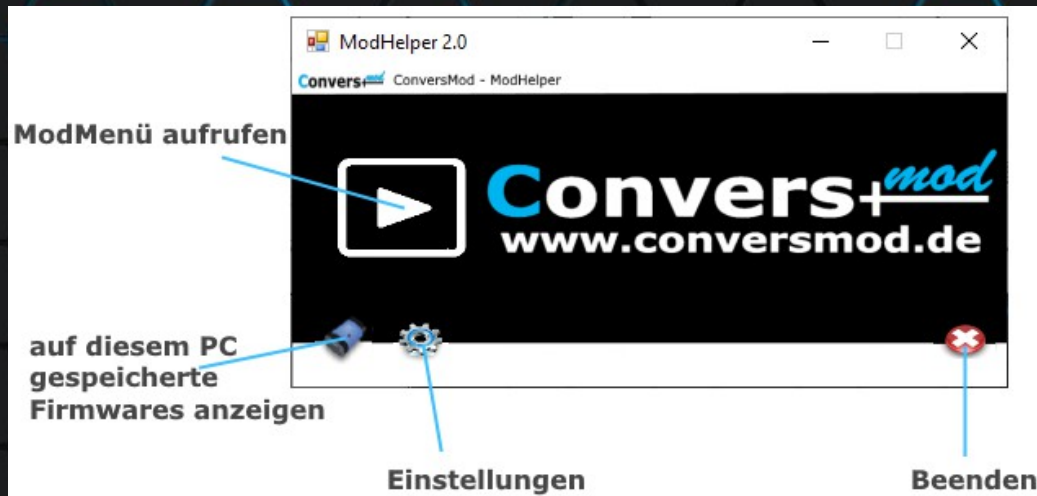 ModHelper 2.0
Convers+mod ConversMod - ModHelper
ModMenü aufrufen
Convers+mod
www.conversmod.de
auf diesem PC
gespeicherte
Firmwares anzeigen
Einstellungen
Beenden